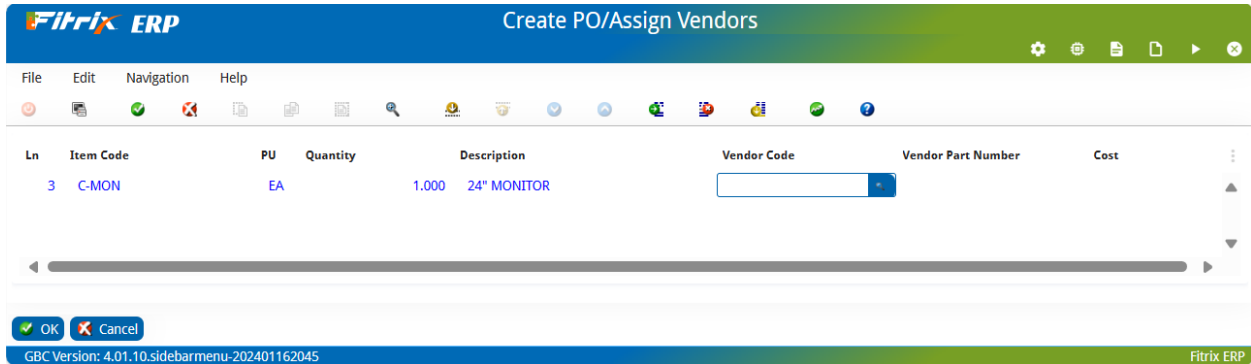 Fitrix ERP
Create PO/Assign Vendors
File Edit Navigation Help
Ln Item Code PU Quantity Description Vendor Code Vendor Part Number Cost
3 C-MON EA 1.000 24" MONITOR
OK Cancel
GBC Version: 4.01.10.sidebarmenu-202401162045 Fitrix ERP